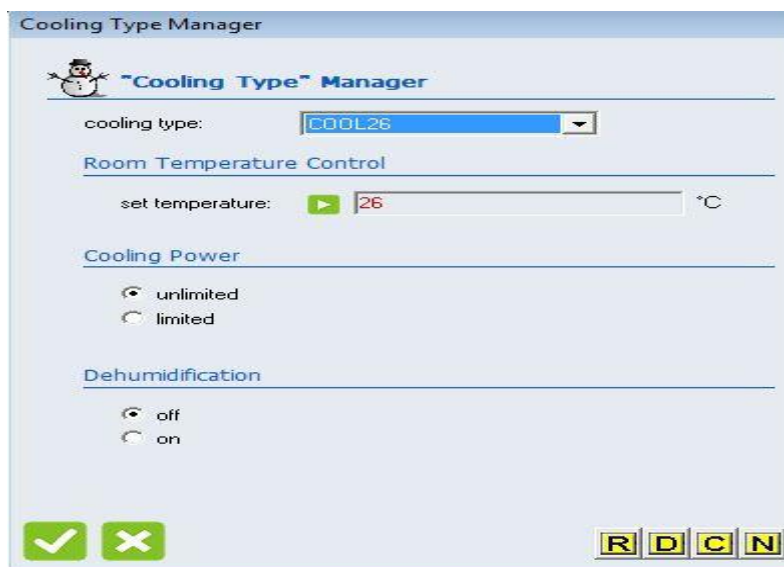 Cooling Type Manager
"Cooling Type" Manager
cooling type: COOL26
Room Temperature Control
set temperature: 26 °C
Cooling Power
unlimited
limited
Dehumidification
off
on
R D C N